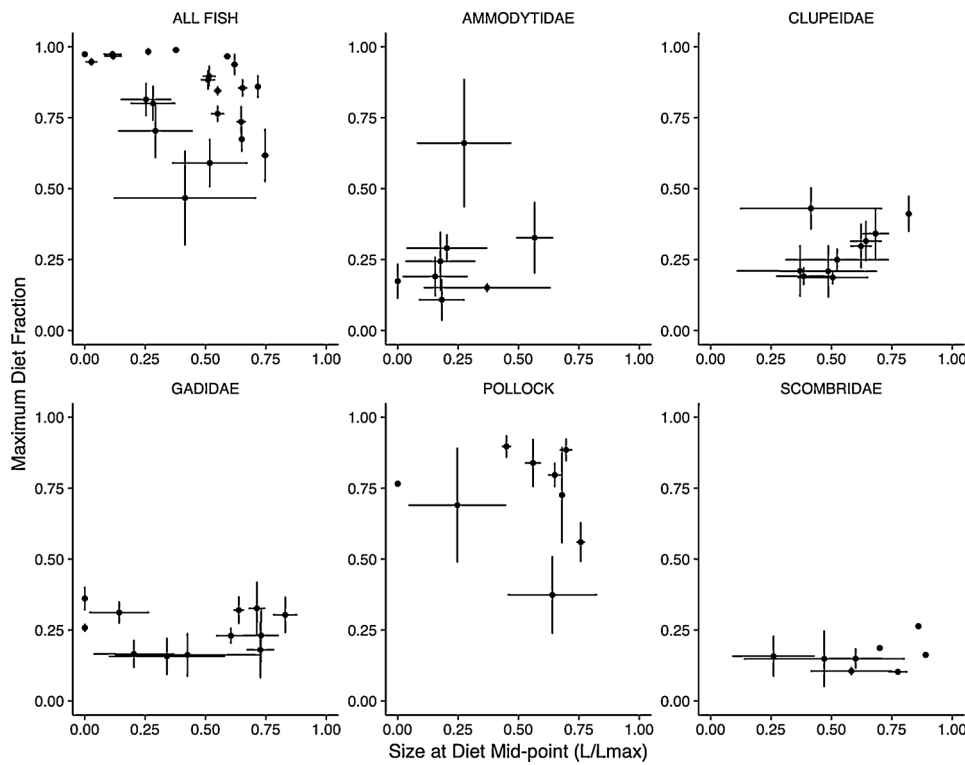 ALL FISH AMMODYTIDAE CLUPEIDAE
1.00 1.00 1.00
0.75 0.75 0.75
0.50 0.50 0.50
0.25 0.25 0.25
0.00 0.00 0.00
0.00 0.25 0.50 0.75 1.00 0.00 0.25 0.50 0.75 1.00 0.00 0.25 0.50 0.75 1.00
Maximum Diet Fraction
GADIDAE POLLOCK SCOMBRIDAE
1.00 1.00 1.00
0.75 0.75 0.75
0.50 0.50 0.50
0.25 0.25 0.25
0.00 0.00 0.00
0.00 0.25 0.50 0.75 1.00 0.00 0.25 0.50 0.75 1.00 0.00 0.25 0.50 0.75 1.00
Size at Diet Mid-point (L/Lmax)